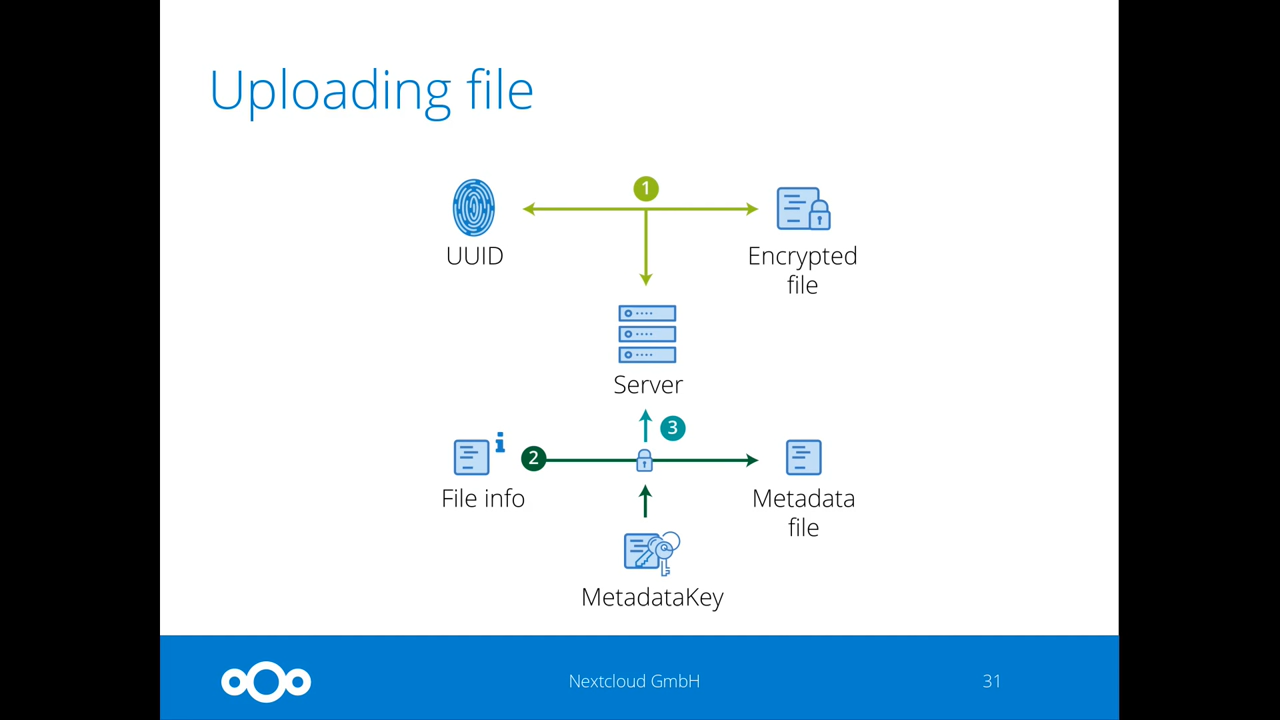 Uploading file
1
UUID
Encrypted
file
Server
3
2
File info
Metadata
file
MetadataKey
Nextcloud GmbH
31